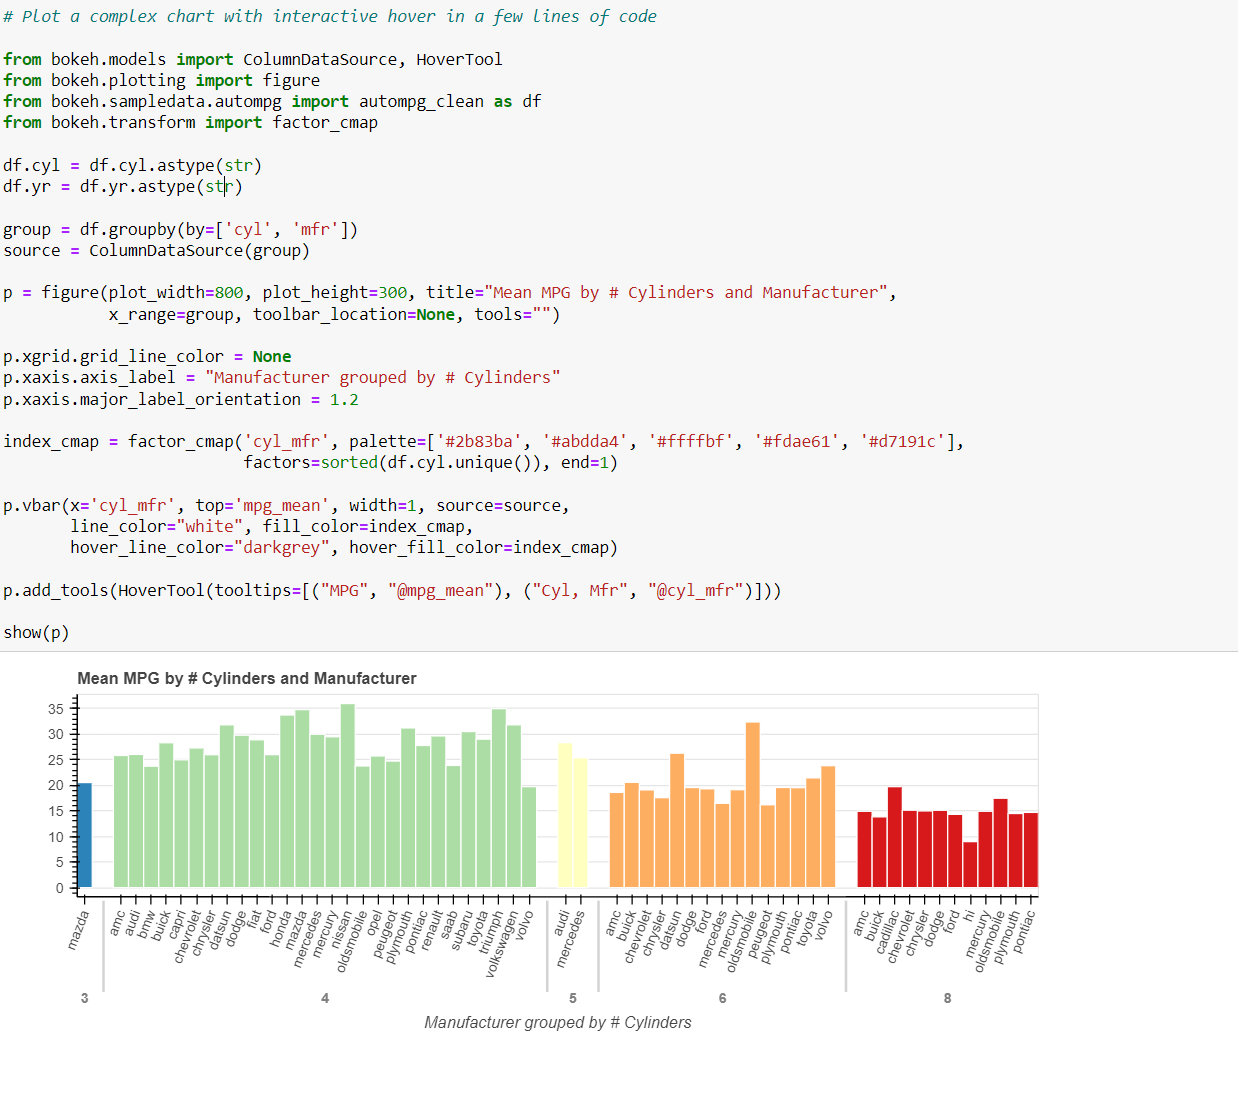 # Plot a complex chart with interactive hover in a few lines of code
from bokeh.models import ColumnDataSource, HoverTool
from bokeh.plotting import figure
from bokeh.sampledata.autompg import autompg_clean as df
from bokeh.transform import factor_cmap
df.cyl = df.cyl.astype(str)
df.yr = df.yr.astype(str)
group = df.groupby(by=['cyl', 'mfr'])
source = ColumnDataSource(group)
p = figure(plot_width=800, plot_height=300, title="Mean MPG by # Cylinders and Manufacturer",
           x_range=group, toolbar_location=None, tools="")
p.xgrid.grid_line_color = None
p.xaxis.axis_label = "Manufacturer grouped by # Cylinders"
p.xaxis.major_label_orientation = 1.2
index_cmap = factor_cmap('cyl_mfr', palette=['#2b83ba', '#abdda4', '#ffffbf', '#fdae61', '#d7191c'],
                         factors=sorted(df.cyl.unique()), end=1)
p.vbar(x='cyl_mfr', top='mpg_mean', width=1, source=source,
       line_color="white", fill_color=index_cmap,
       hover_line_color="darkgrey", hover_fill_color=index_cmap)
p.add_tools(HoverTool(tooltips=[("MPG", "@mpg_mean"), ("Cyl, Mfr", "@cyl_mfr")]))
show(p)
Mean MPG by # Cylinders and Manufacturer
35
30
25
20
15
10
5
0
mazda
amc
audi
bmw
buick
capri
chevrolet
chrysler
datsun
dodge
fiat
ford
honda
mazda
mercedes
mercury
nissan
oldsmobile
opel
peugeot
plymouth
pontiac
renault
saab
subaru
toyota
triumph
volkswagen
volvo
audi
mercedes
amc
buick
chevrolet
chrysler
datsun
dodge
ford
mercedes
mercury
oldsmobile
peugeot
plymouth
pontiac
toyota
volvo
amc
buick
cadillac
chevrolet
chrysler
dodge
ford
hi
mercury
oldsmobile
plymouth
pontiac
3 4 5 6 8
Manufacturer grouped by # Cylinders